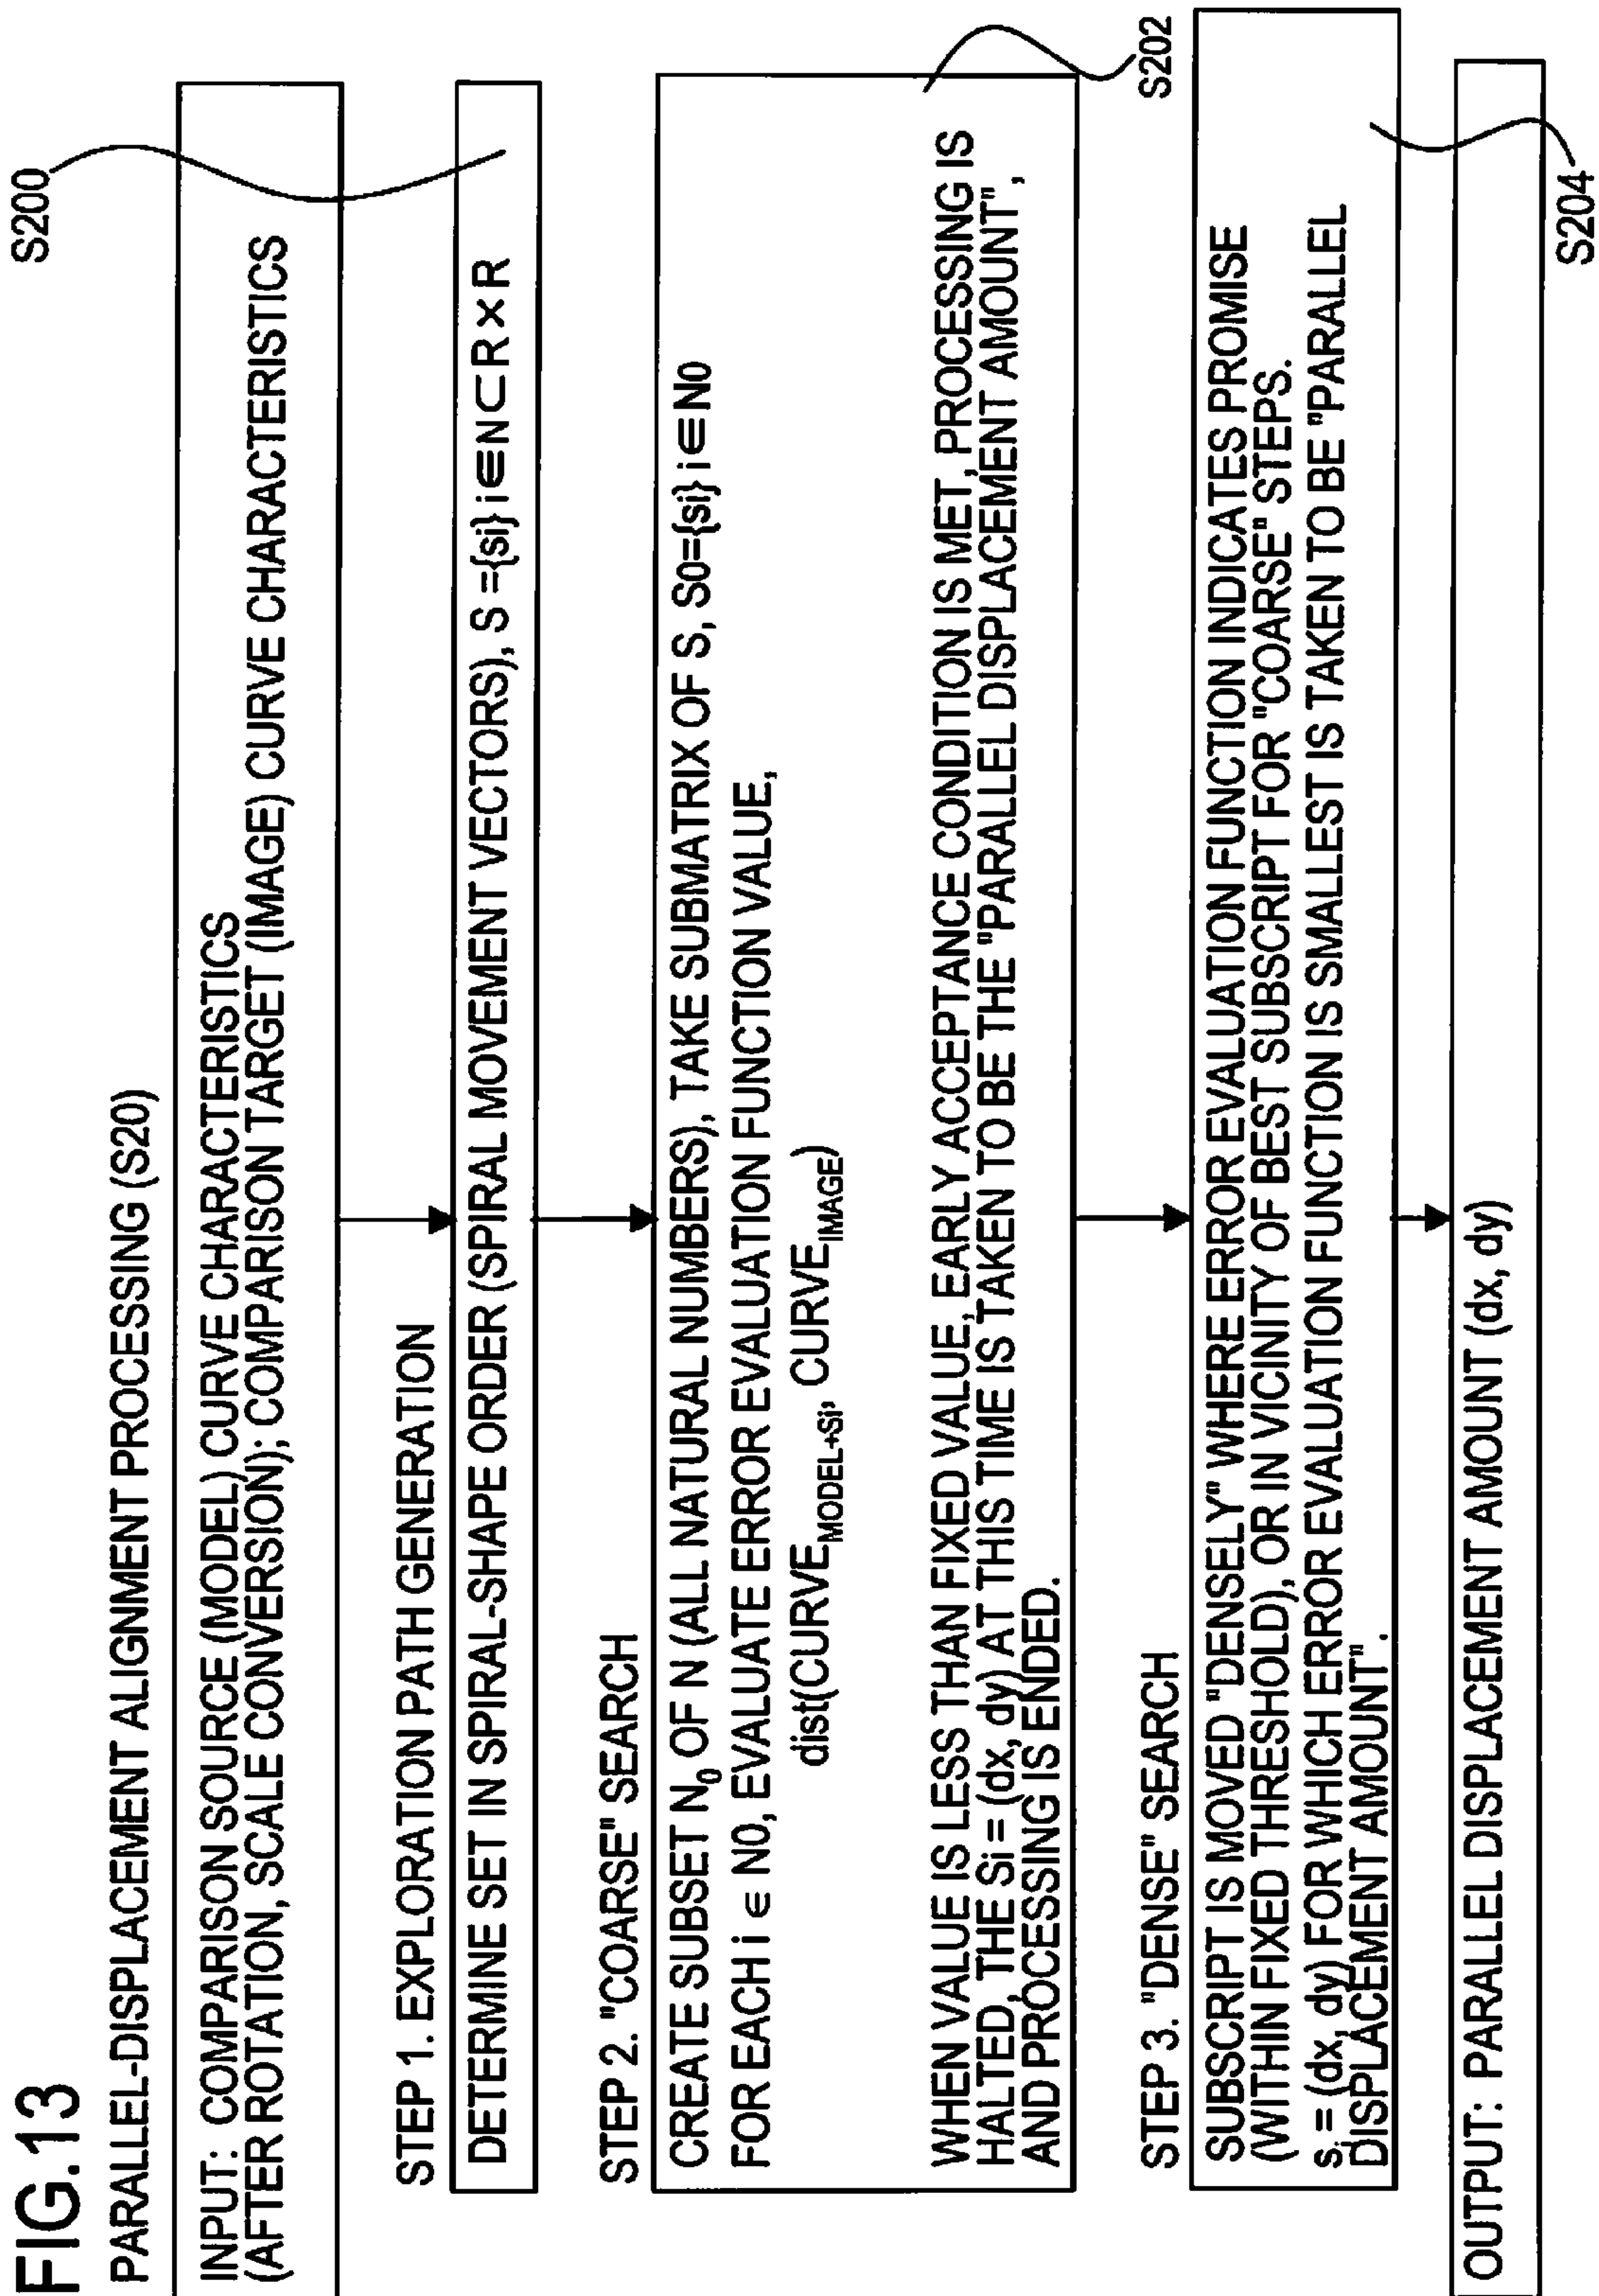 FIG.13
PARALLEL-DISPLACEMENT ALIGNMENT PROCESSING (S20)
S200
INPUT: COMPARISON SOURCE (MODEL) CURVE CHARACTERISTICS
(AFTER ROTATION, SCALE CONVERSION); COMPARISON TARGET (IMAGE) CURVE CHARACTERISTICS
STEP 1. EXPLORATION PATH GENERATION
DETERMINE SET IN SPIRAL-SHAPE ORDER (SPIRAL MOVEMENT VECTORS), S ={si} i∈N⊂R×R
STEP 2. "COARSE" SEARCH
CREATE SUBSET N₀ OF N (ALL NATURAL NUMBERS), TAKE SUBMATRIX OF S, S0={si} i∈N0
FOR EACH i ∈ N0, EVALUATE ERROR EVALUATION FUNCTION VALUE,
dist(CURVE_MODEL+Si, CURVE_IMAGE)
WHEN VALUE IS LESS THAN FIXED VALUE, EARLY ACCEPTANCE CONDITION IS MET, PROCESSING IS
HALTED, THE Si = (dx, dy) AT THIS TIME IS TAKEN TO BE THE "PARALLEL DISPLACEMENT AMOUNT",
AND PROCESSING IS ENDED.
S202
STEP 3. "DENSE" SEARCH
SUBSCRIPT IS MOVED "DENSELY" WHERE ERROR EVALUATION FUNCTION INDICATES PROMISE
(WITHIN FIXED THRESHOLD), OR IN VICINITY OF BEST SUBSCRIPT FOR "COARSE" STEPS.
sᵢ = (dx, dy) FOR WHICH ERROR EVALUATION FUNCTION IS SMALLEST IS TAKEN TO BE "PARALLEL
DISPLACEMENT AMOUNT".
S204
OUTPUT: PARALLEL DISPLACEMENT AMOUNT (dx, dy)